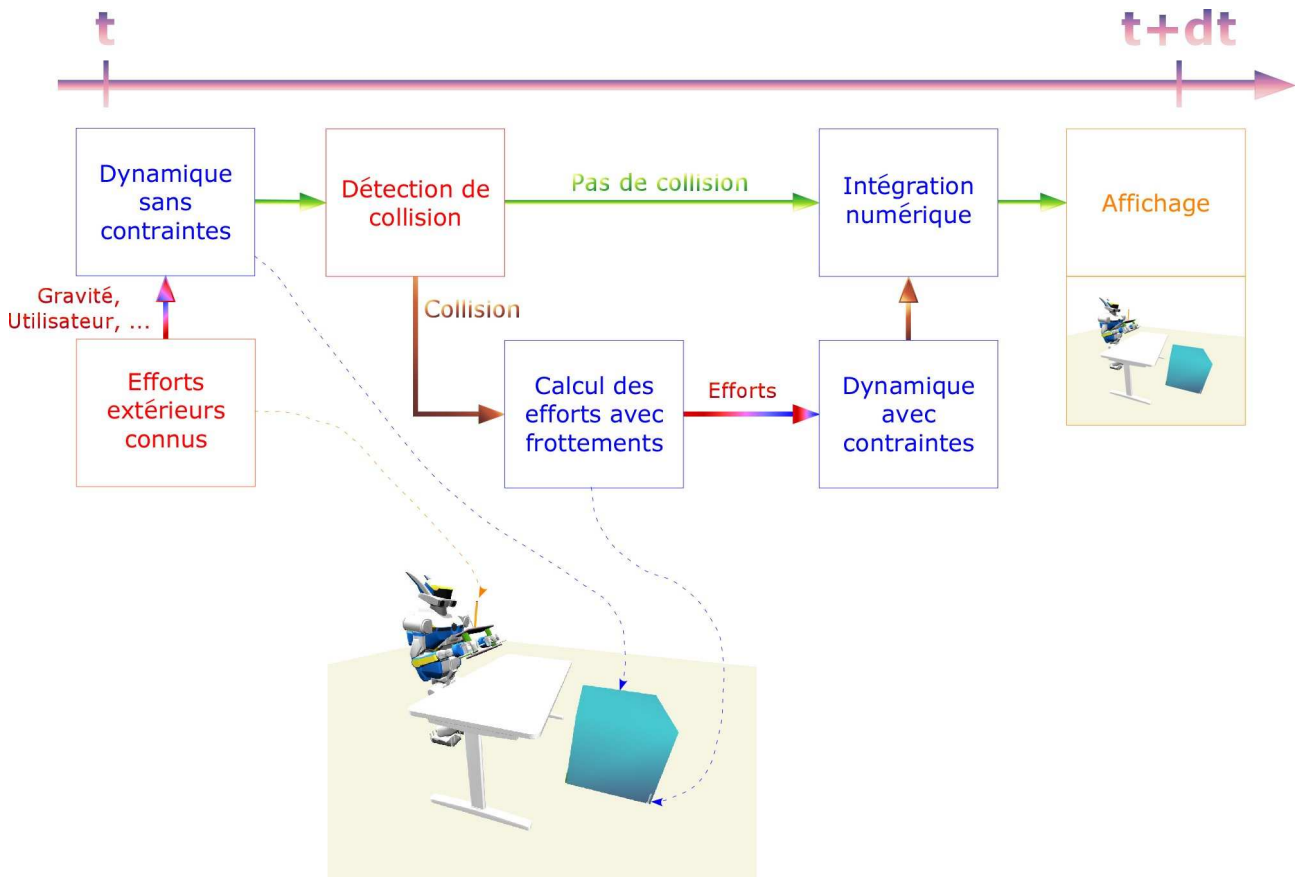 t
t+dt
Dynamique
sans
contraintes
Détection de
collision
Pas de collision
Intégration
numérique
Affichage
Gravité,
Utilisateur, ...
Collision
Efforts
extérieurs
connus
Calcul des
efforts avec
frottements
Efforts
Dynamique
avec
contraintes